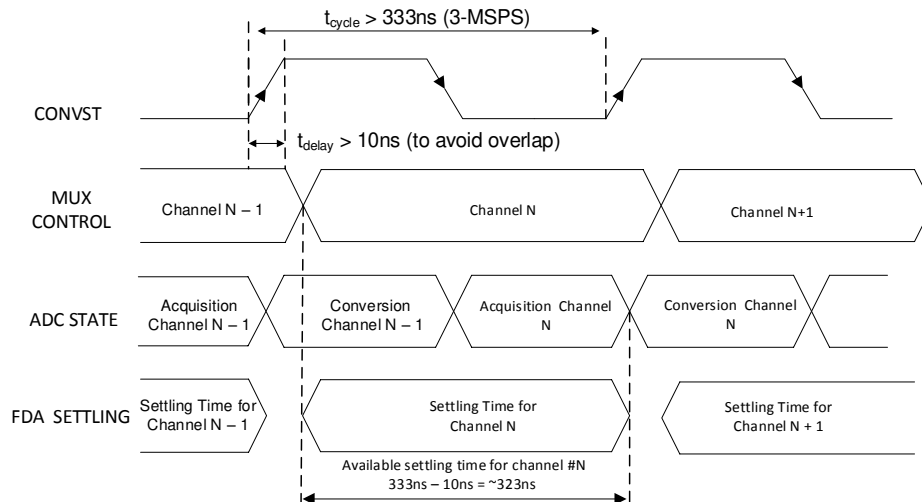 t_cycle > 333ns (3-MSPS)
CONVST
t_delay > 10ns (to avoid overlap)
MUX
CONTROL
Channel N – 1
Channel N
Channel N+1
ADC STATE
Acquisition
Channel N – 1
Conversion
Channel N – 1
Acquisition Channel
N
Conversion Channel
N
FDA SETTLING
Settling Time for
Channel N – 1
Settling Time for
Channel N
Settling Time for
Channel N + 1
Available settling time for channel #N
333ns – 10ns = ~323ns